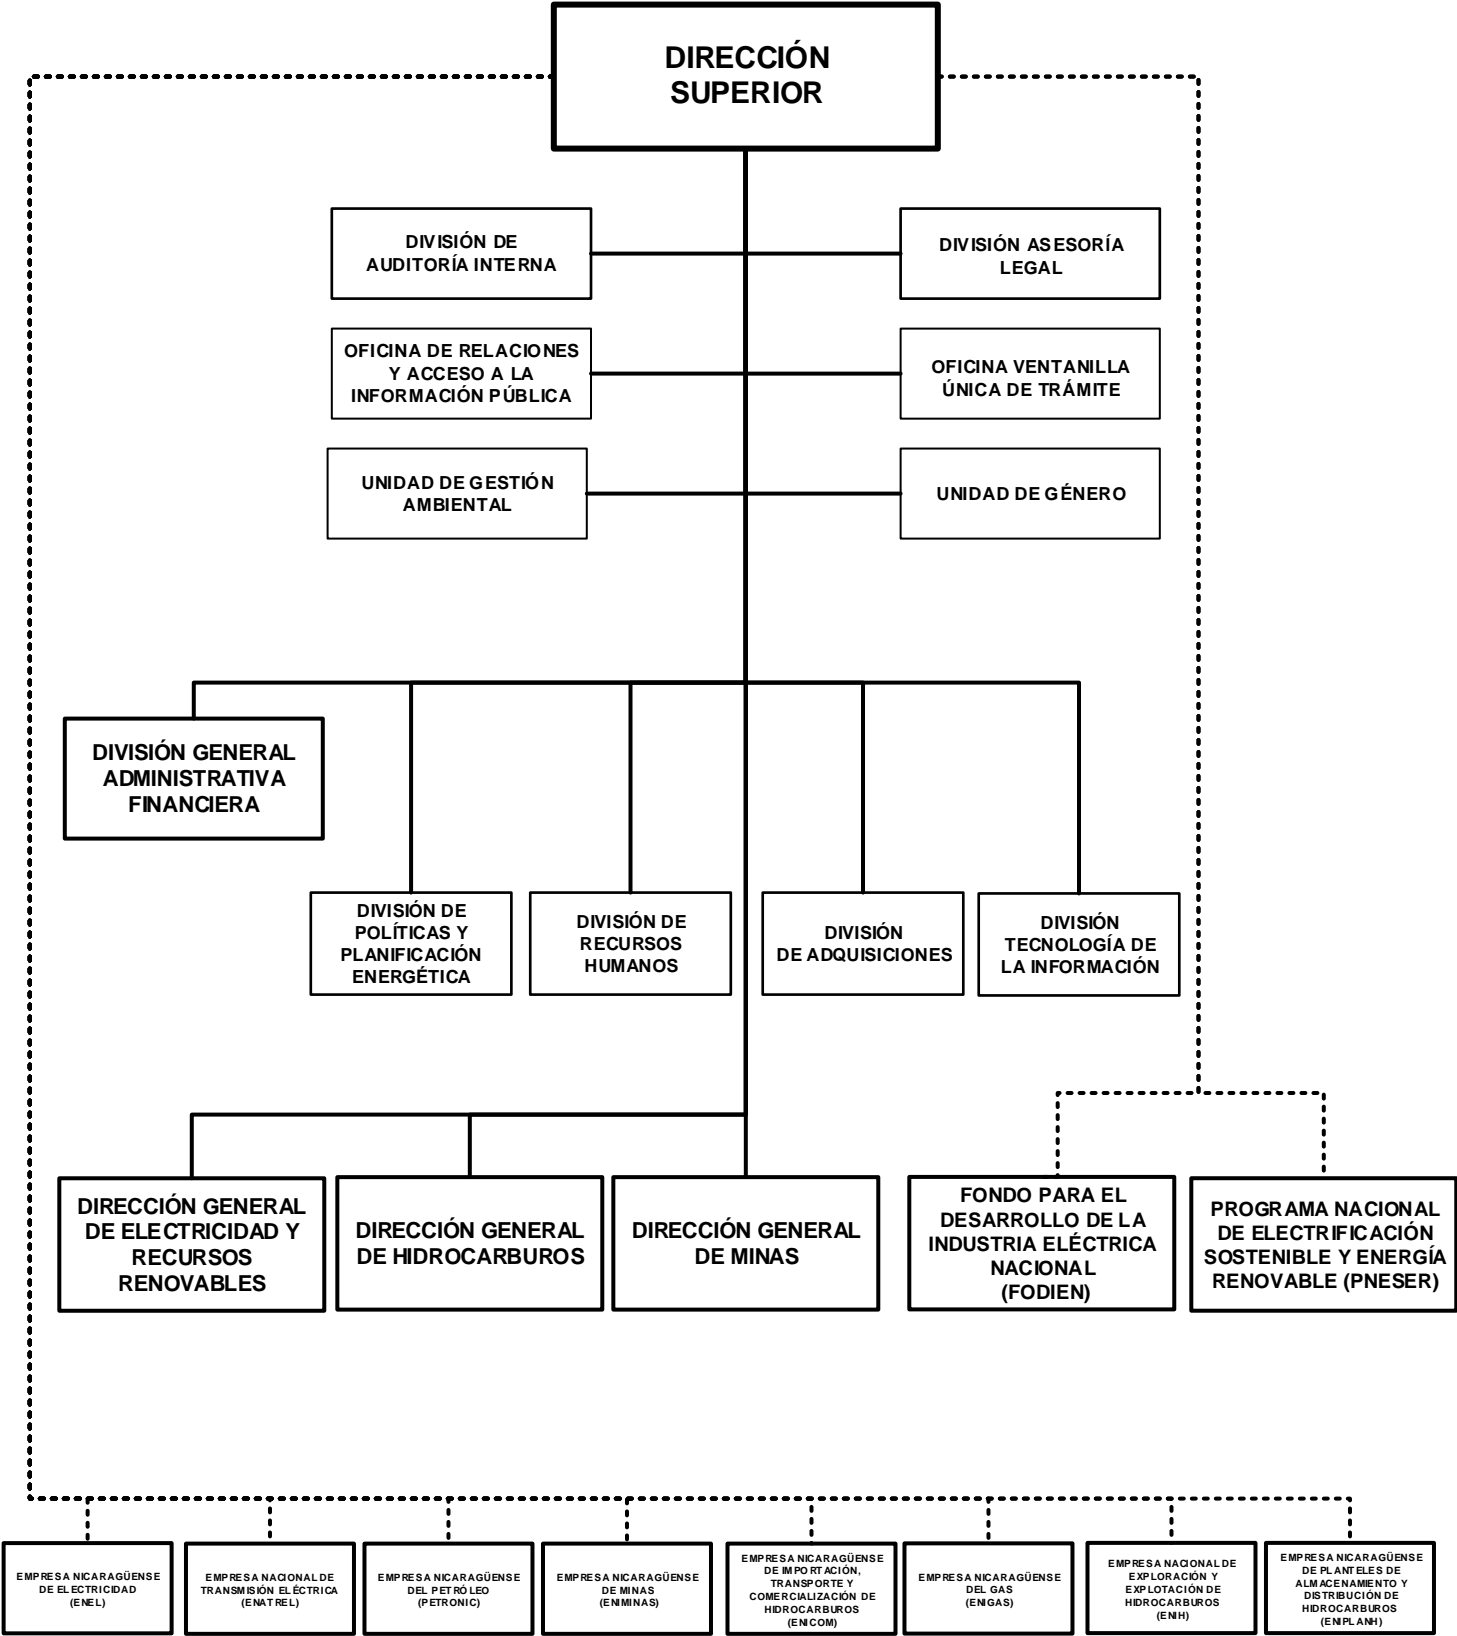 DIRECCIÓN
SUPERIOR
DIVISIÓN DE
AUDITORÍA INTERNA
DIVISIÓN ASESORÍA
LEGAL
OFICINA DE RELACIONES
Y ACCESO A LA
INFORMACIÓN PÚBLICA
OFICINA VENTANILLA
ÚNICA DE TRÁMITE
UNIDAD DE GESTIÓN
AMBIENTAL
UNIDAD DE GÉNERO
DIVISIÓN GENERAL
ADMINISTRATIVA
FINANCIERA
DIVISIÓN DE
POLÍTICAS Y
PLANIFICACIÓN
ENERGÉTICA
DIVISIÓN DE
RECURSOS
HUMANOS
DIVISIÓN
DE ADQUISICIONES
DIVISIÓN
TECNOLOGÍA DE
LA INFORMACIÓN
DIRECCIÓN GENERAL
DE ELECTRICIDAD Y
RECURSOS
RENOVABLES
DIRECCIÓN GENERAL
DE HIDROCARBUROS
DIRECCIÓN GENERAL
DE MINAS
FONDO PARA EL
DESARROLLO DE LA
INDUSTRIA ELÉCTRICA
NACIONAL
(FODIEN)
PROGRAMA NACIONAL
DE ELECTRIFICACIÓN
SOSTENIBLE Y ENERGÍA
RENOVABLE (PNESER)
EMPRESA NICARAGÜENSE
DE ELECTRICIDAD
(ENEL)
EMPRESA NACIONAL DE
TRANSMISIÓN ELÉCTRICA
(ENATREL)
EMPRESA NICARAGÜENSE
DEL PETRÓLEO
(PETRONIC)
EMPRESA NICARAGÜENSE
DE MINAS
(ENIMINAS)
EMPRESA NICARAGÜENSE
DE IMPORTACIÓN,
TRANSPORTE Y
COMERCIALIZACIÓN DE
HIDROCARBUROS
(ENICOM)
EMPRESA NICARAGÜENSE
DEL GAS
(ENIGAS)
EMPRESA NACIONAL DE
EXPLORACIÓN Y
EXPLOTACIÓN DE
HIDROCARBUROS
(ENIH)
EMPRESA NICARAGÜENSE
DE PLANTELES DE
ALMACENAMIENTO Y
DISTRIBUCIÓN DE
HIDROCARBUROS
(ENIPLANH)